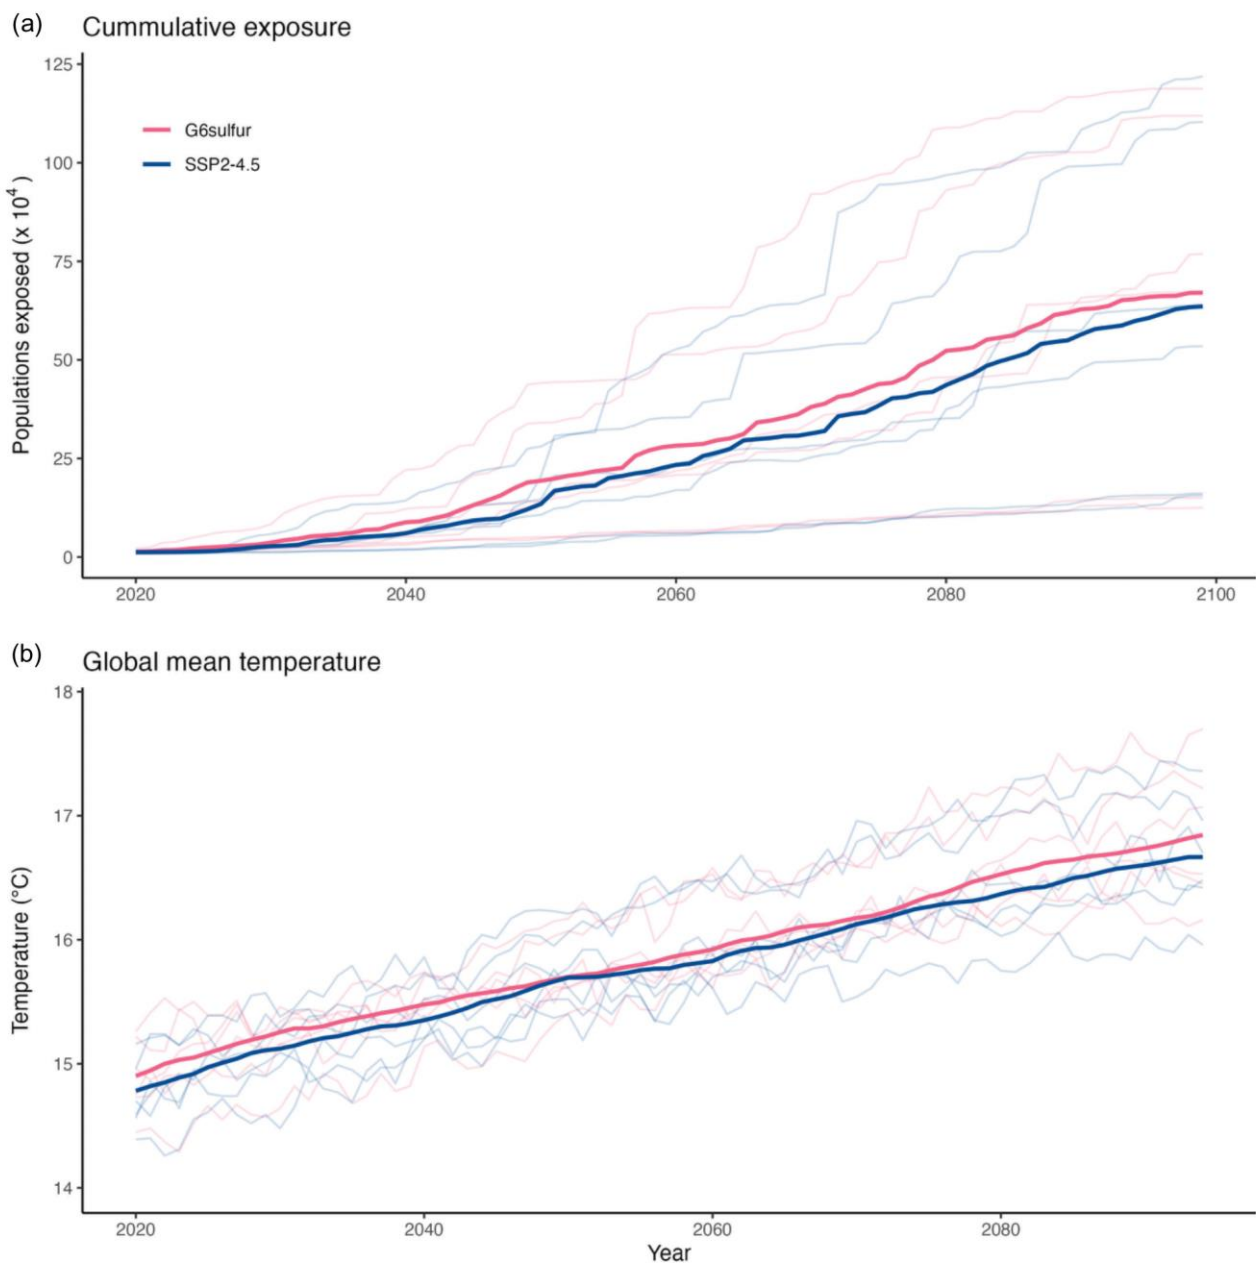 (a)
Cummulative exposure
125
100
75
50
25
0
Populations exposed (x 10⁴ )
G6sulfur
SSP2-4.5
2020 2040 2060 2080 2100
(b)
Global mean temperature
18
17
16
15
14
Temperature (°C)
2020 2040 2060 2080
Year